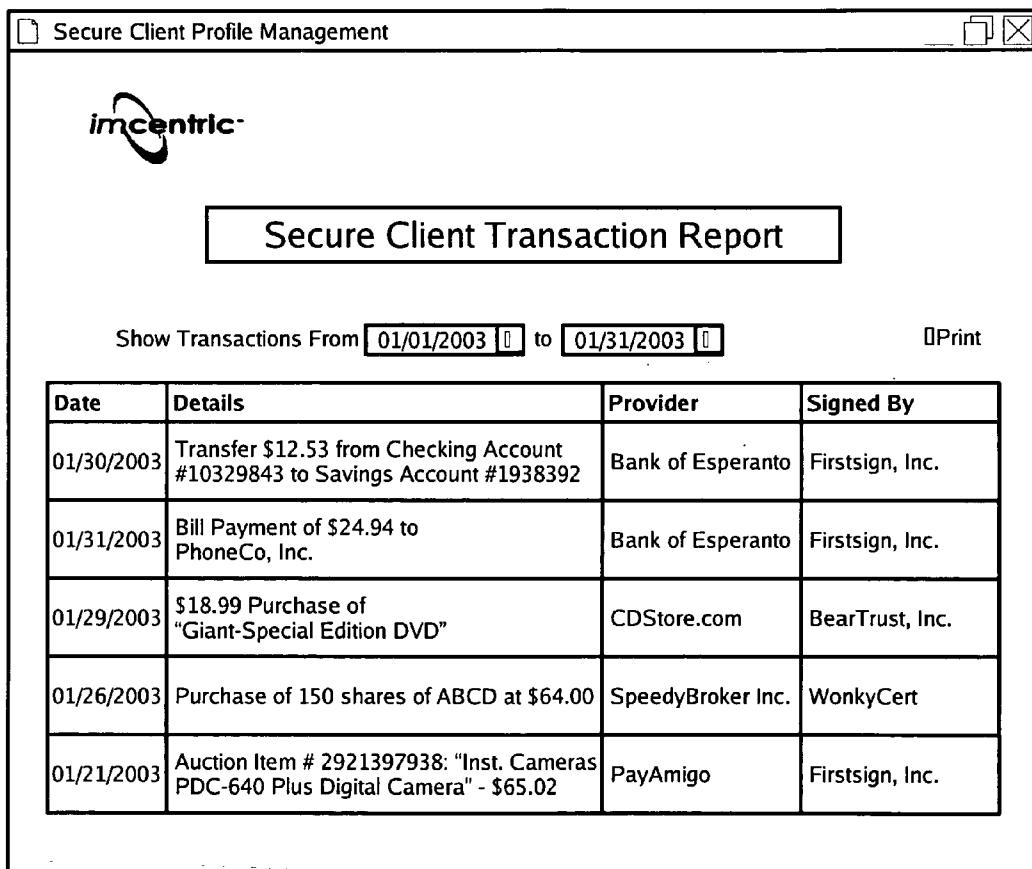 Secure Client Profile Management
imcentric
Secure Client Transaction Report
Show Transactions From 01/01/2003 to 01/31/2003 Print
Date Details Provider Signed By
01/30/2003 Transfer $12.53 from Checking Account
#10329843 to Savings Account #1938392 Bank of Esperanto Firstsign, Inc.
01/31/2003 Bill Payment of $24.94 to
PhoneCo, Inc. Bank of Esperanto Firstsign, Inc.
01/29/2003 $18.99 Purchase of
“Giant-Special Edition DVD” CDStore.com BearTrust, Inc.
01/26/2003 Purchase of 150 shares of ABCD at $64.00 SpeedyBroker Inc. WonkyCert
01/21/2003 Auction Item # 2921397938: “Inst. Cameras
PDC-640 Plus Digital Camera” - $65.02 PayAmigo Firstsign, Inc.